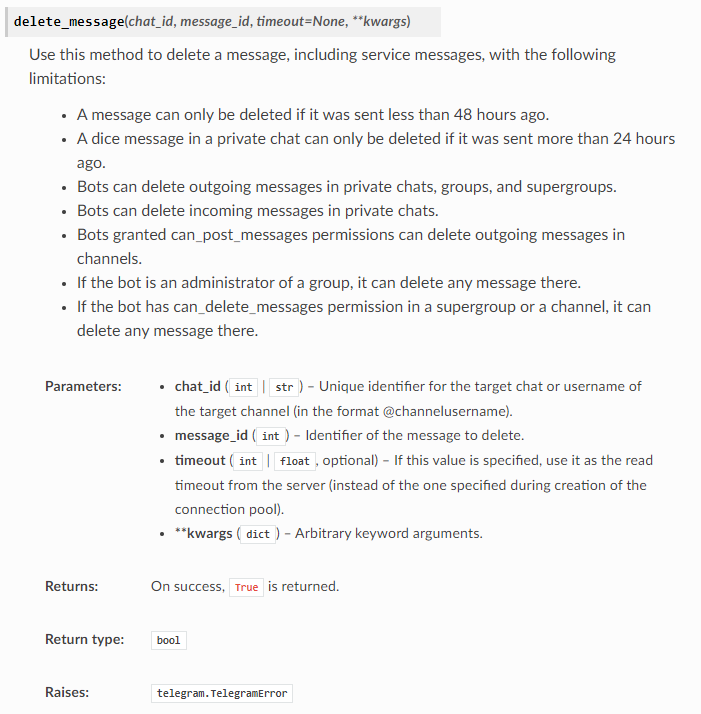 delete_message(chat_id, message_id, timeout=None, **kwargs)
Use this method to delete a message, including service messages, with the following
limitations:
• A message can only be deleted if it was sent less than 48 hours ago.
• A dice message in a private chat can only be deleted if it was sent more than 24 hours
ago.
• Bots can delete outgoing messages in private chats, groups, and supergroups.
• Bots can delete incoming messages in private chats.
• Bots granted can_post_messages permissions can delete outgoing messages in
channels.
• If the bot is an administrator of a group, it can delete any message there.
• If the bot has can_delete_messages permission in a supergroup or a channel, it can
delete any message there.
Parameters: • chat_id ( int | str ) – Unique identifier for the target chat or username of
the target channel (in the format @channelusername).
• message_id ( int ) – Identifier of the message to delete.
• timeout ( int | float , optional) – If this value is specified, use it as the read
timeout from the server (instead of the one specified during creation of the
connection pool).
• **kwargs ( dict ) – Arbitrary keyword arguments.
Returns: On success, True is returned.
Return type: bool
Raises: telegram.TelegramError